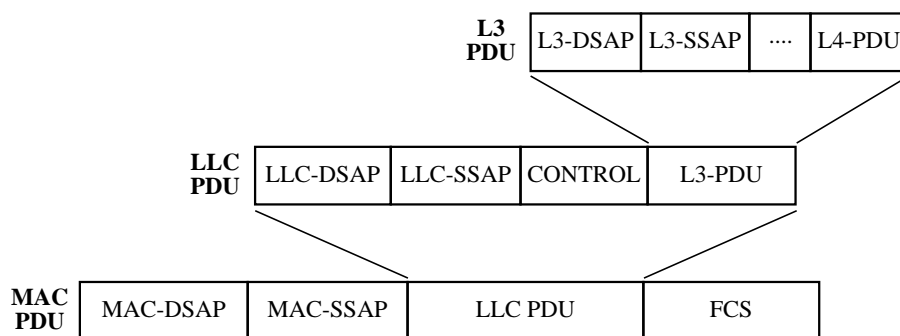 L3 PDU L3-DSAP L3-SSAP .... L4-PDU
LLC PDU LLC-DSAP LLC-SSAP CONTROL L3-PDU
MAC PDU MAC-DSAP MAC-SSAP LLC PDU FCS